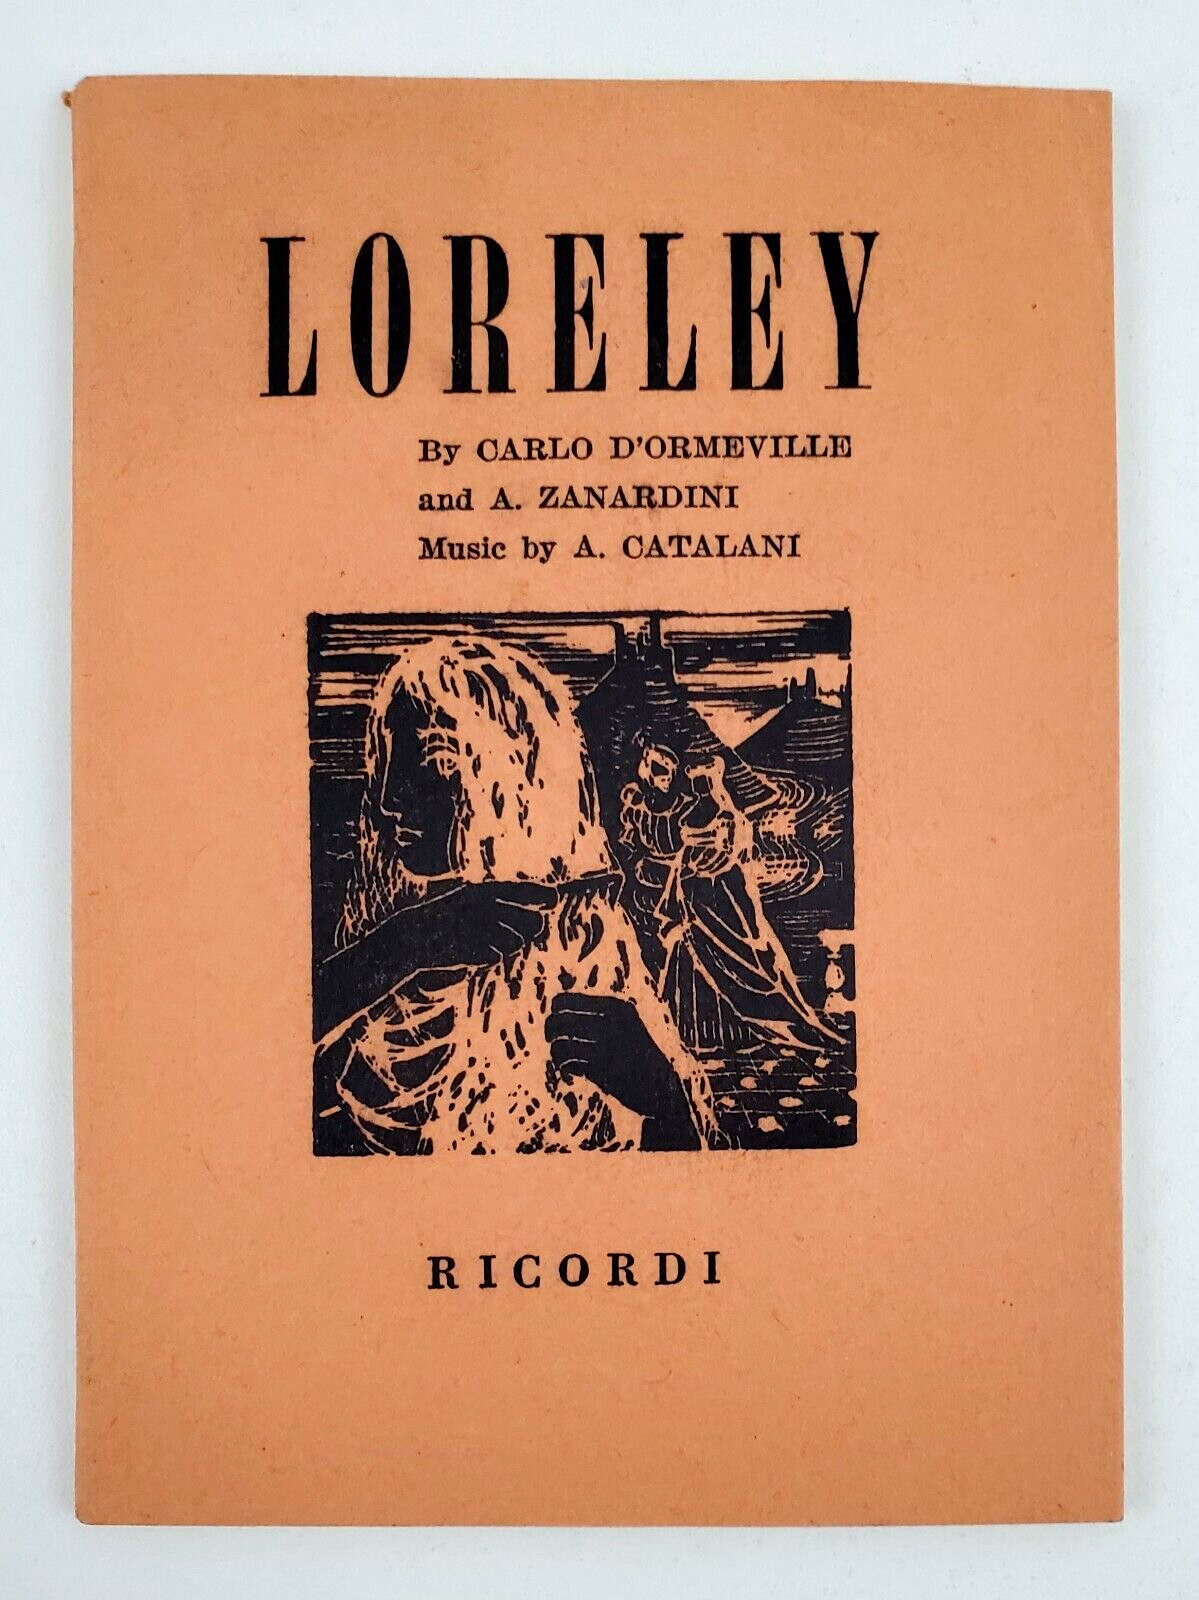 LORELEY
By CARLO D'ORMEVILLE
and A. ZANARDINI
Music by A. CATALANI
RICORDI